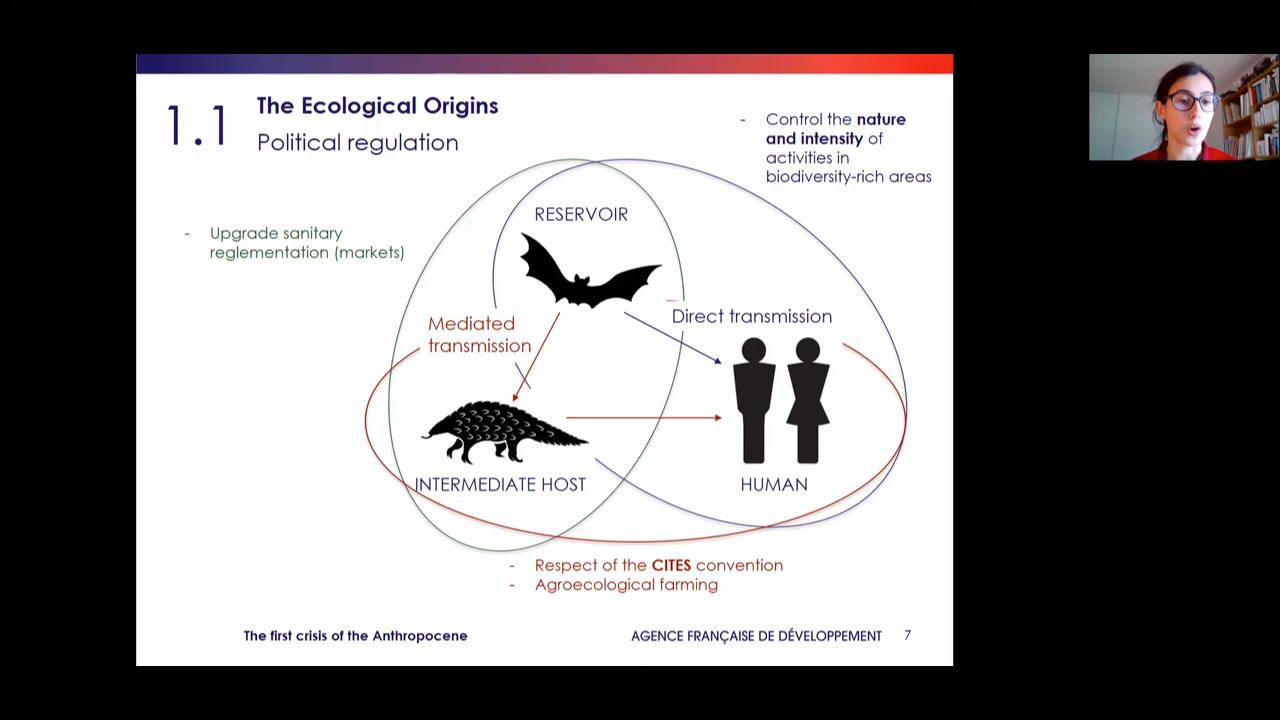 1.1
The Ecological Origins
Political regulation
- Control the nature
and intensity of
activities in
biodiversity-rich areas
- Upgrade sanitary
reglementation (markets)
RESERVOIR
Mediated
transmission
Direct transmission
INTERMEDIATE HOST
HUMAN
- Respect of the CITES convention
- Agroecological farming
The first crisis of the Anthropocene
AGENCE FRANÇAISE DE DÉVELOPPEMENT 7